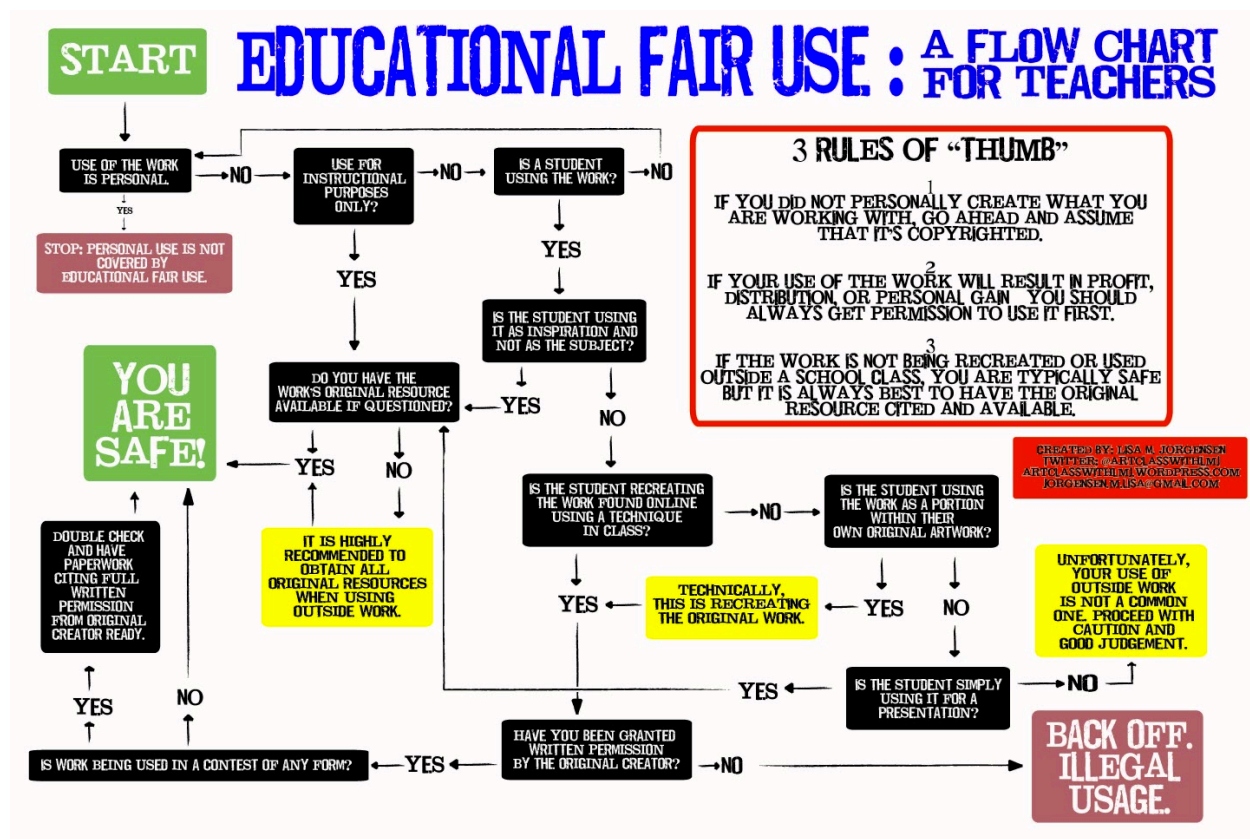 START
EDUCATIONAL FAIR USE :
A FLOW CHART
FOR TEACHERS
USE OF THE WORK
IS PERSONAL.
NO
USE FOR
INSTRUCTIONAL
PURPOSES
ONLY?
NO
IS A STUDENT
USING THE WORK?
NO
YES
STOP: PERSONAL USE IS NOT
COVERED BY
EDUCATIONAL FAIR USE.
YES
YES
3 RULES OF "THUMB"
1
IF YOU DID NOT PERSONALLY CREATE WHAT YOU
ARE WORKING WITH, GO AHEAD AND ASSUME
THAT IT'S COPYRIGHTED.
2
IF YOUR USE OF THE WORK WILL RESULT IN PROFIT,
DISTRIBUTION, OR PERSONAL GAIN YOU SHOULD
ALWAYS GET PERMISSION TO USE IT FIRST.
3
IF THE WORK IS NOT BEING RECREATED OR USED
OUTSIDE A SCHOOL CLASS, YOU ARE TYPICALLY SAFE
BUT IT IS ALWAYS BEST TO HAVE THE ORIGINAL
RESOURCE CITED AND AVAILABLE.
IS THE STUDENT USING
IT AS INSPIRATION AND
NOT AS THE SUBJECT?
YOU
ARE
SAFE!
DO YOU HAVE THE
WORK'S ORIGINAL RESOURCE
AVAILABLE IF QUESTIONED?
YES
NO
YES
NO
CREATED BY: LISA M. JORGENSEN
TWITTER: @ARTCLASSWITHLMJ
ARTCLASSWITHLMJ.WORDPRESS.COM
JORGENSEN.M.LISA@GMAIL.COM
IS THE STUDENT RECREATING
THE WORK FOUND ONLINE
USING A TECHNIQUE
IN CLASS?
NO
IS THE STUDENT USING
THE WORK AS A PORTION
WITHIN THEIR
OWN ORIGINAL ARTWORK?
DOUBLE CHECK
AND HAVE
PAPERWORK
CITING FULL
WRITTEN
PERMISSION
FROM ORIGINAL
CREATOR READY.
IT IS HIGHLY
RECOMMENDED TO
OBTAIN ALL
ORIGINAL RESOURCES
WHEN USING
OUTSIDE WORK.
YES
TECHNICALLY,
THIS IS RECREATING
THE ORIGINAL WORK.
YES
NO
UNFORTUNATELY,
YOUR USE OF
OUTSIDE WORK
IS NOT A COMMON
ONE. PROCEED WITH
CAUTION AND
GOOD JUDGEMENT.
YES
NO
YES
IS THE STUDENT SIMPLY
USING IT FOR A
PRESENTATION?
NO
IS WORK BEING USED IN A CONTEST OF ANY FORM?
YES
HAVE YOU BEEN GRANTED
WRITTEN PERMISSION
BY THE ORIGINAL CREATOR?
NO
BACK OFF.
ILLEGAL
USAGE.